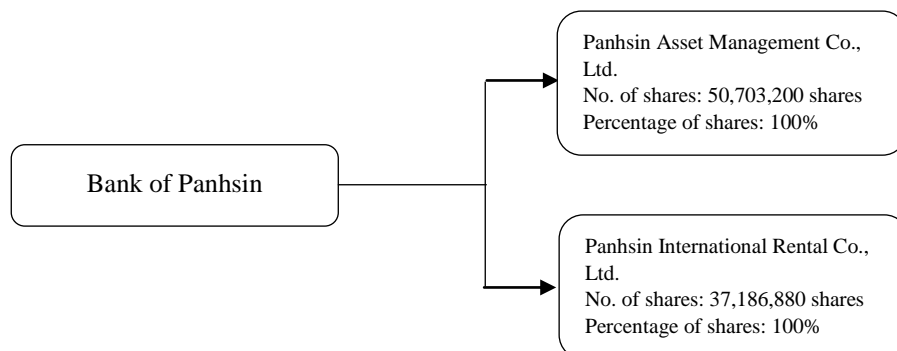 Panhsin Asset Management Co.,
Ltd.
No. of shares: 50,703,200 shares
Percentage of shares: 100%
Bank of Panhsin
Panhsin International Rental Co.,
Ltd.
No. of shares: 37,186,880 shares
Percentage of shares: 100%